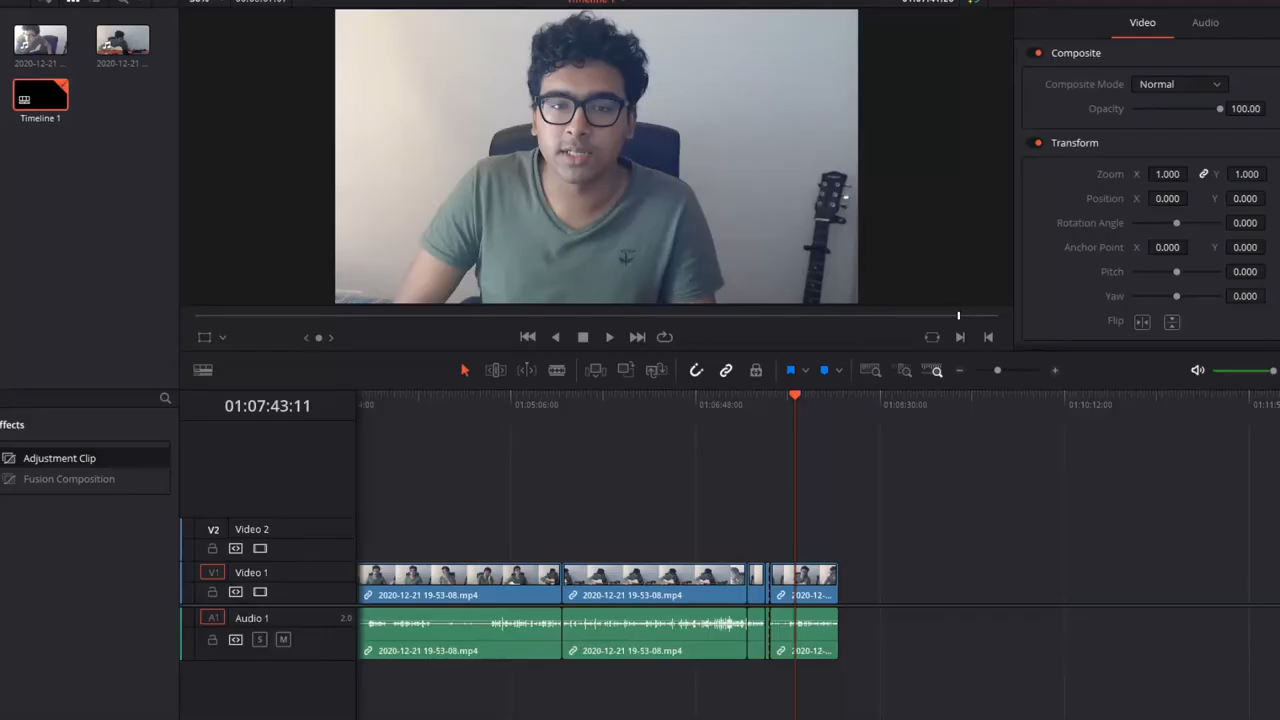 Timeline 1
Video
Audio
2020-12-21 ...
2020-12-21 ...
Timeline 1
Composite
Composite Mode
Normal
Opacity
100.00
Transform
Zoom X 1.000 Y 1.000
Position X 0.000 Y 0.000
Rotation Angle 0.000
Anchor Point X 0.000 Y 0.000
Pitch 0.000
Yaw 0.000
Flip
01:07:43:11
01:05:06:00
01:06:48:00
01:08:30:00
01:10:12:00
ffects
Adjustment Clip
Fusion Composition
V2 Video 2
V1 Video 1
2020-12-21 19-53-08.mp4
2020-12-21 19-53-08.mp4
2020-12-...
A1 Audio 1 2.0
S M
2020-12-21 19-53-08.mp4
2020-12-21 19-53-08.mp4
2020-12-...